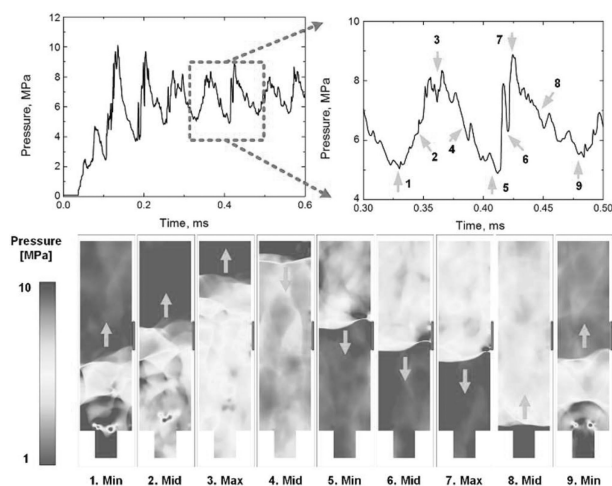 12
10
8
6
4
2
0
Pressure, MPa
0.0 0.2 0.4 0.6
Time, ms
10
8
6
4
Pressure, MPa
0.30 0.35 0.40 0.45 0.50
Time, ms
3
7
8
2
4
6
1
5
9
Pressure
[MPa]
10
1
1. Min 2. Mid 3. Max 4. Mid 5. Min 6. Mid 7. Max 8. Mid 9. Min